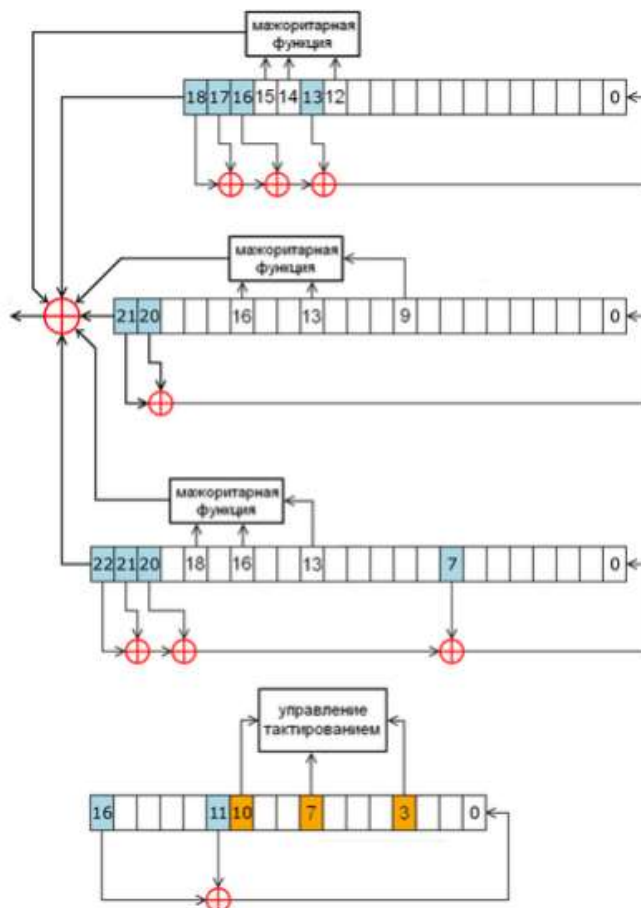 мажоритарная
функция
18 17 16 15 14 13 12 0
мажоритарная
функция
21 20 16 13 9 0
мажоритарная
функция
22 21 20 18 16 13 7 0
управление
тактированием
16 11 10 7 3 0